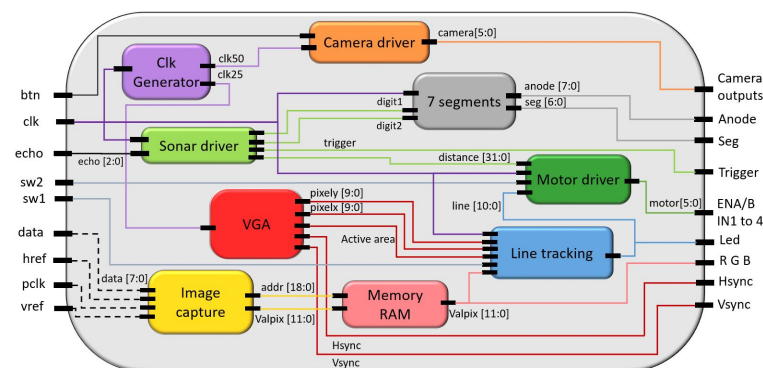 btn
clk
echo
sw2
sw1
data
href
pclk
vref
Clk
Generator
clk50
clk25
Camera driver
camera[5:0]
7 segments
digit1
digit2
anode [7:0]
seg [6:0]
Sonar driver
echo [2:0]
trigger
distance [31:0]
Motor driver
motor[5:0]
line [10:0]
VGA
pixely [9:0]
pixelx [9:0]
Active area
Line tracking
data [7:0]
Image
capture
addr [18:0]
Valpix [11:0]
Memory
RAM
Valpix [11:0]
Hsync
Vsync
Camera
outputs
Anode
Seg
Trigger
ENA/B
IN1 to 4
Led
R G B
Hsync
Vsync